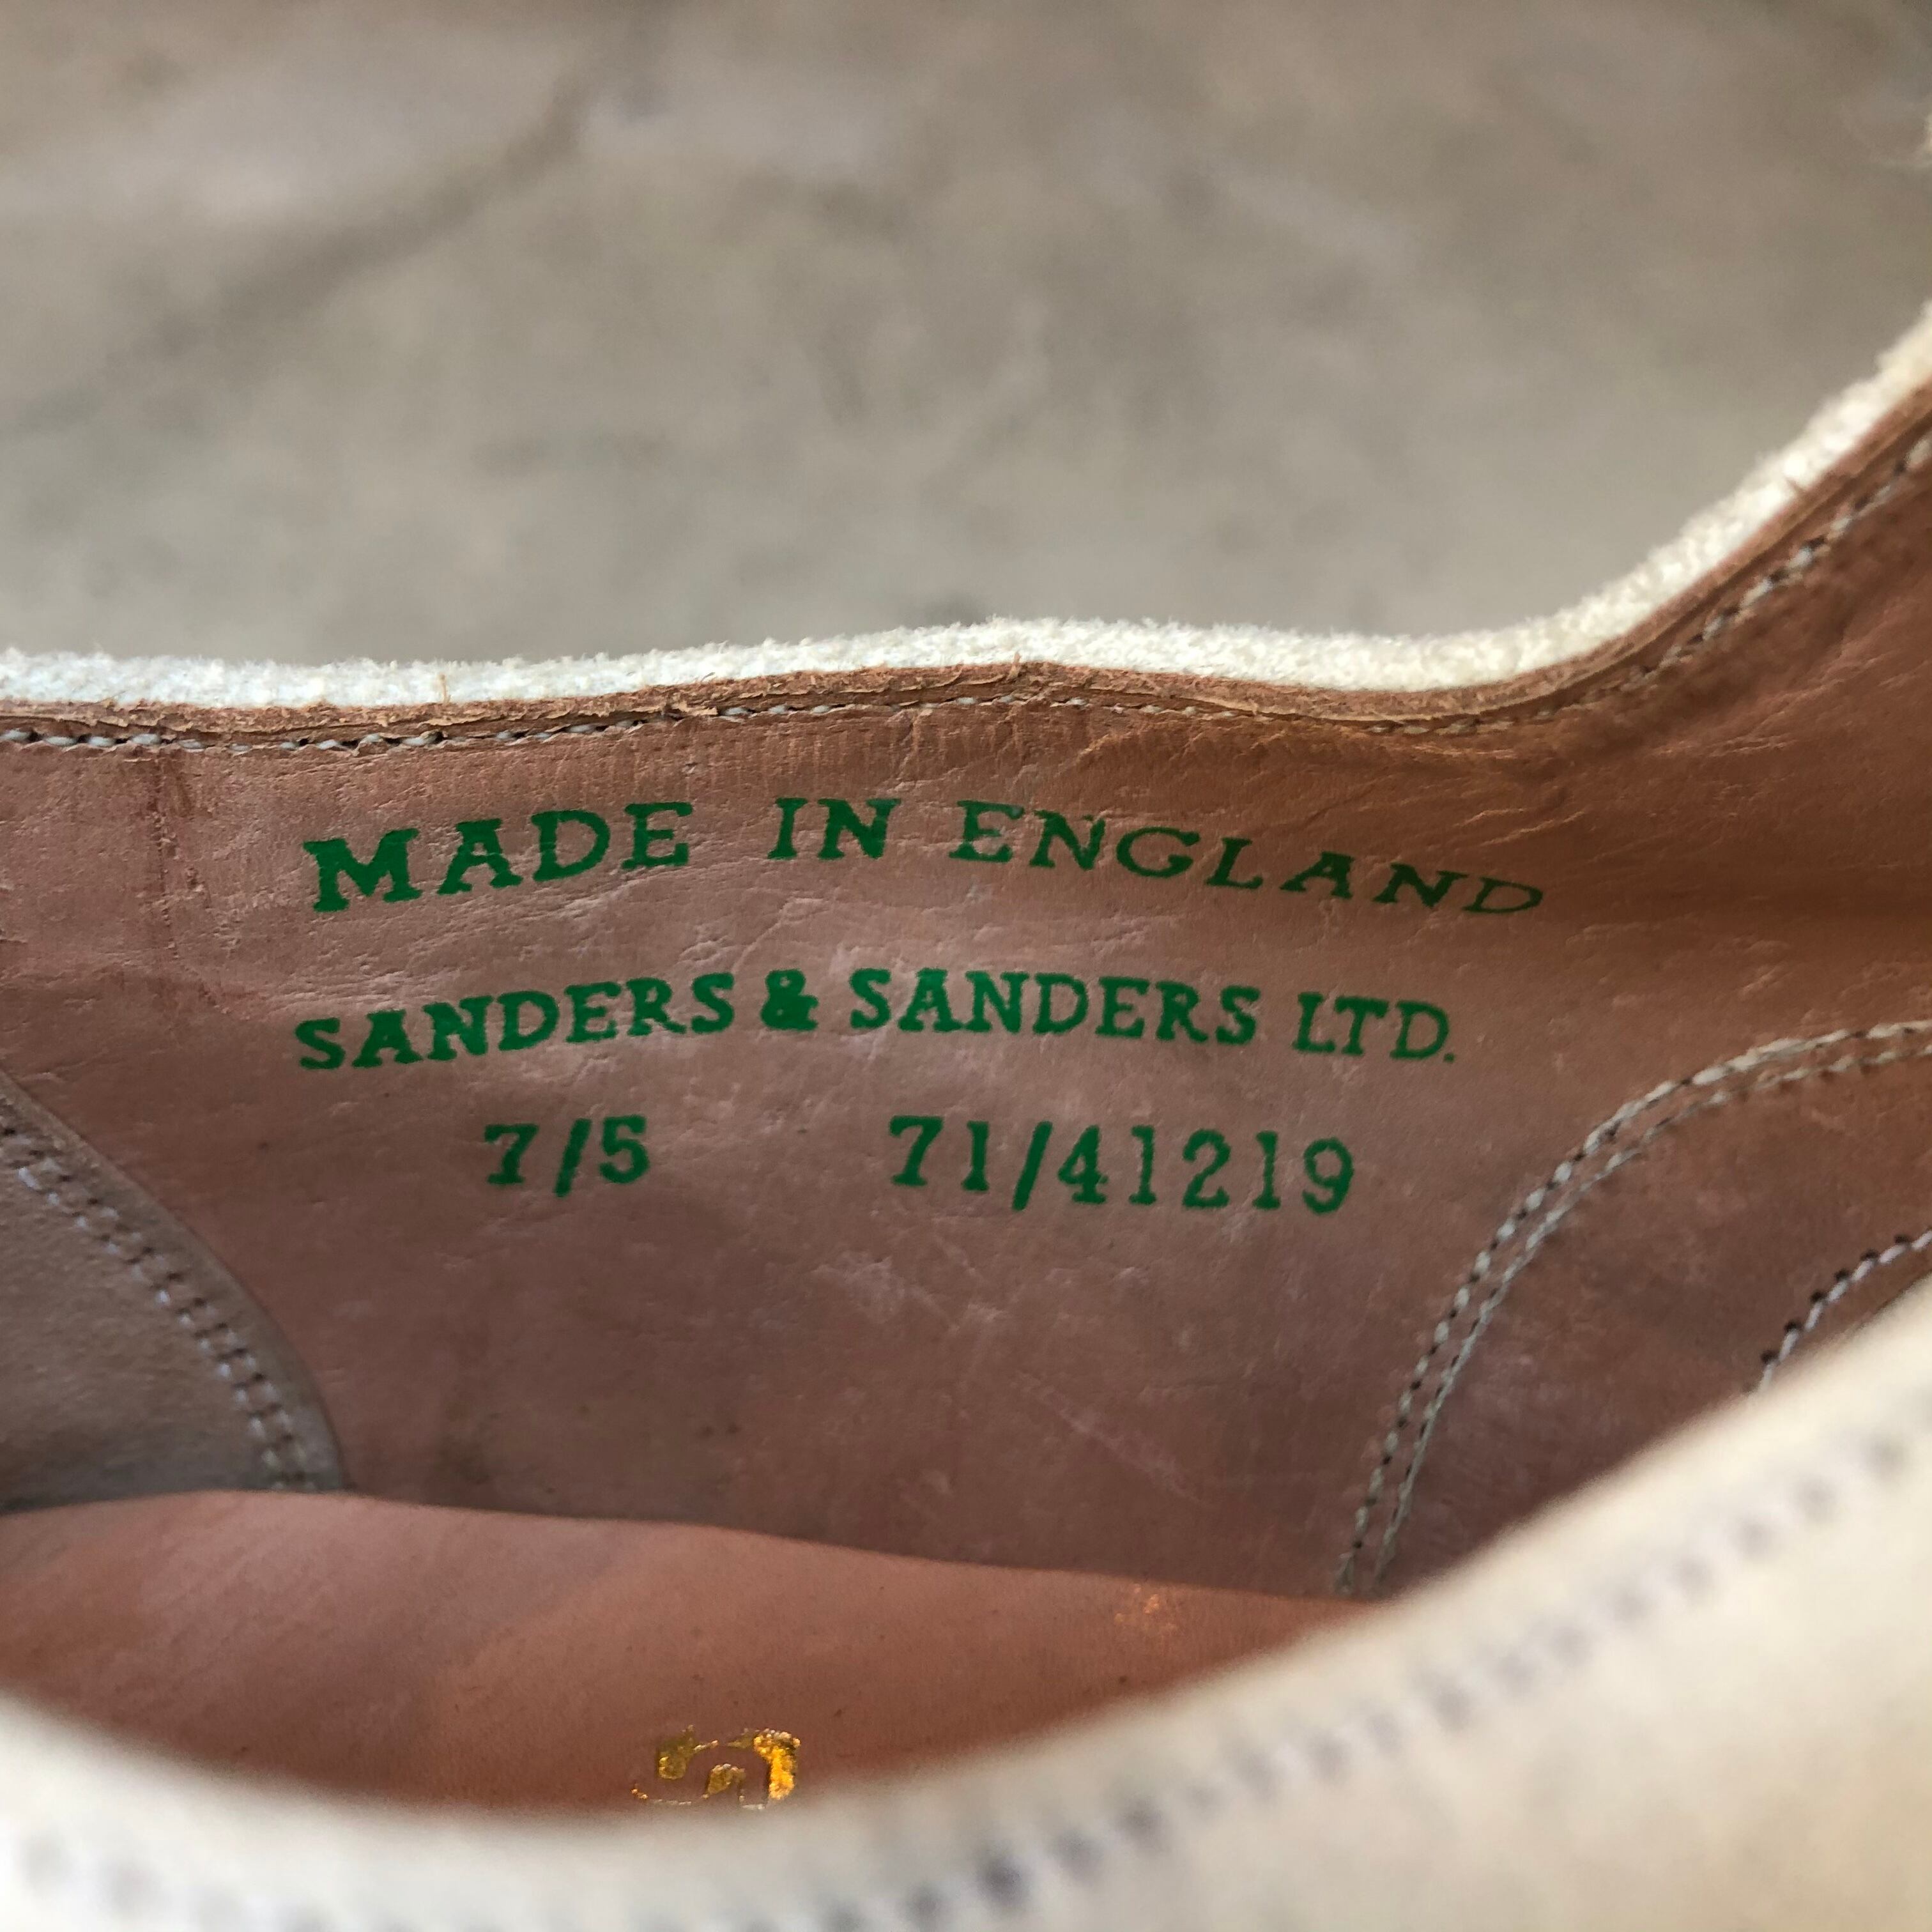 MADE IN ENGLAND
SANDERS & SANDERS LTD.
7/5 71/41219